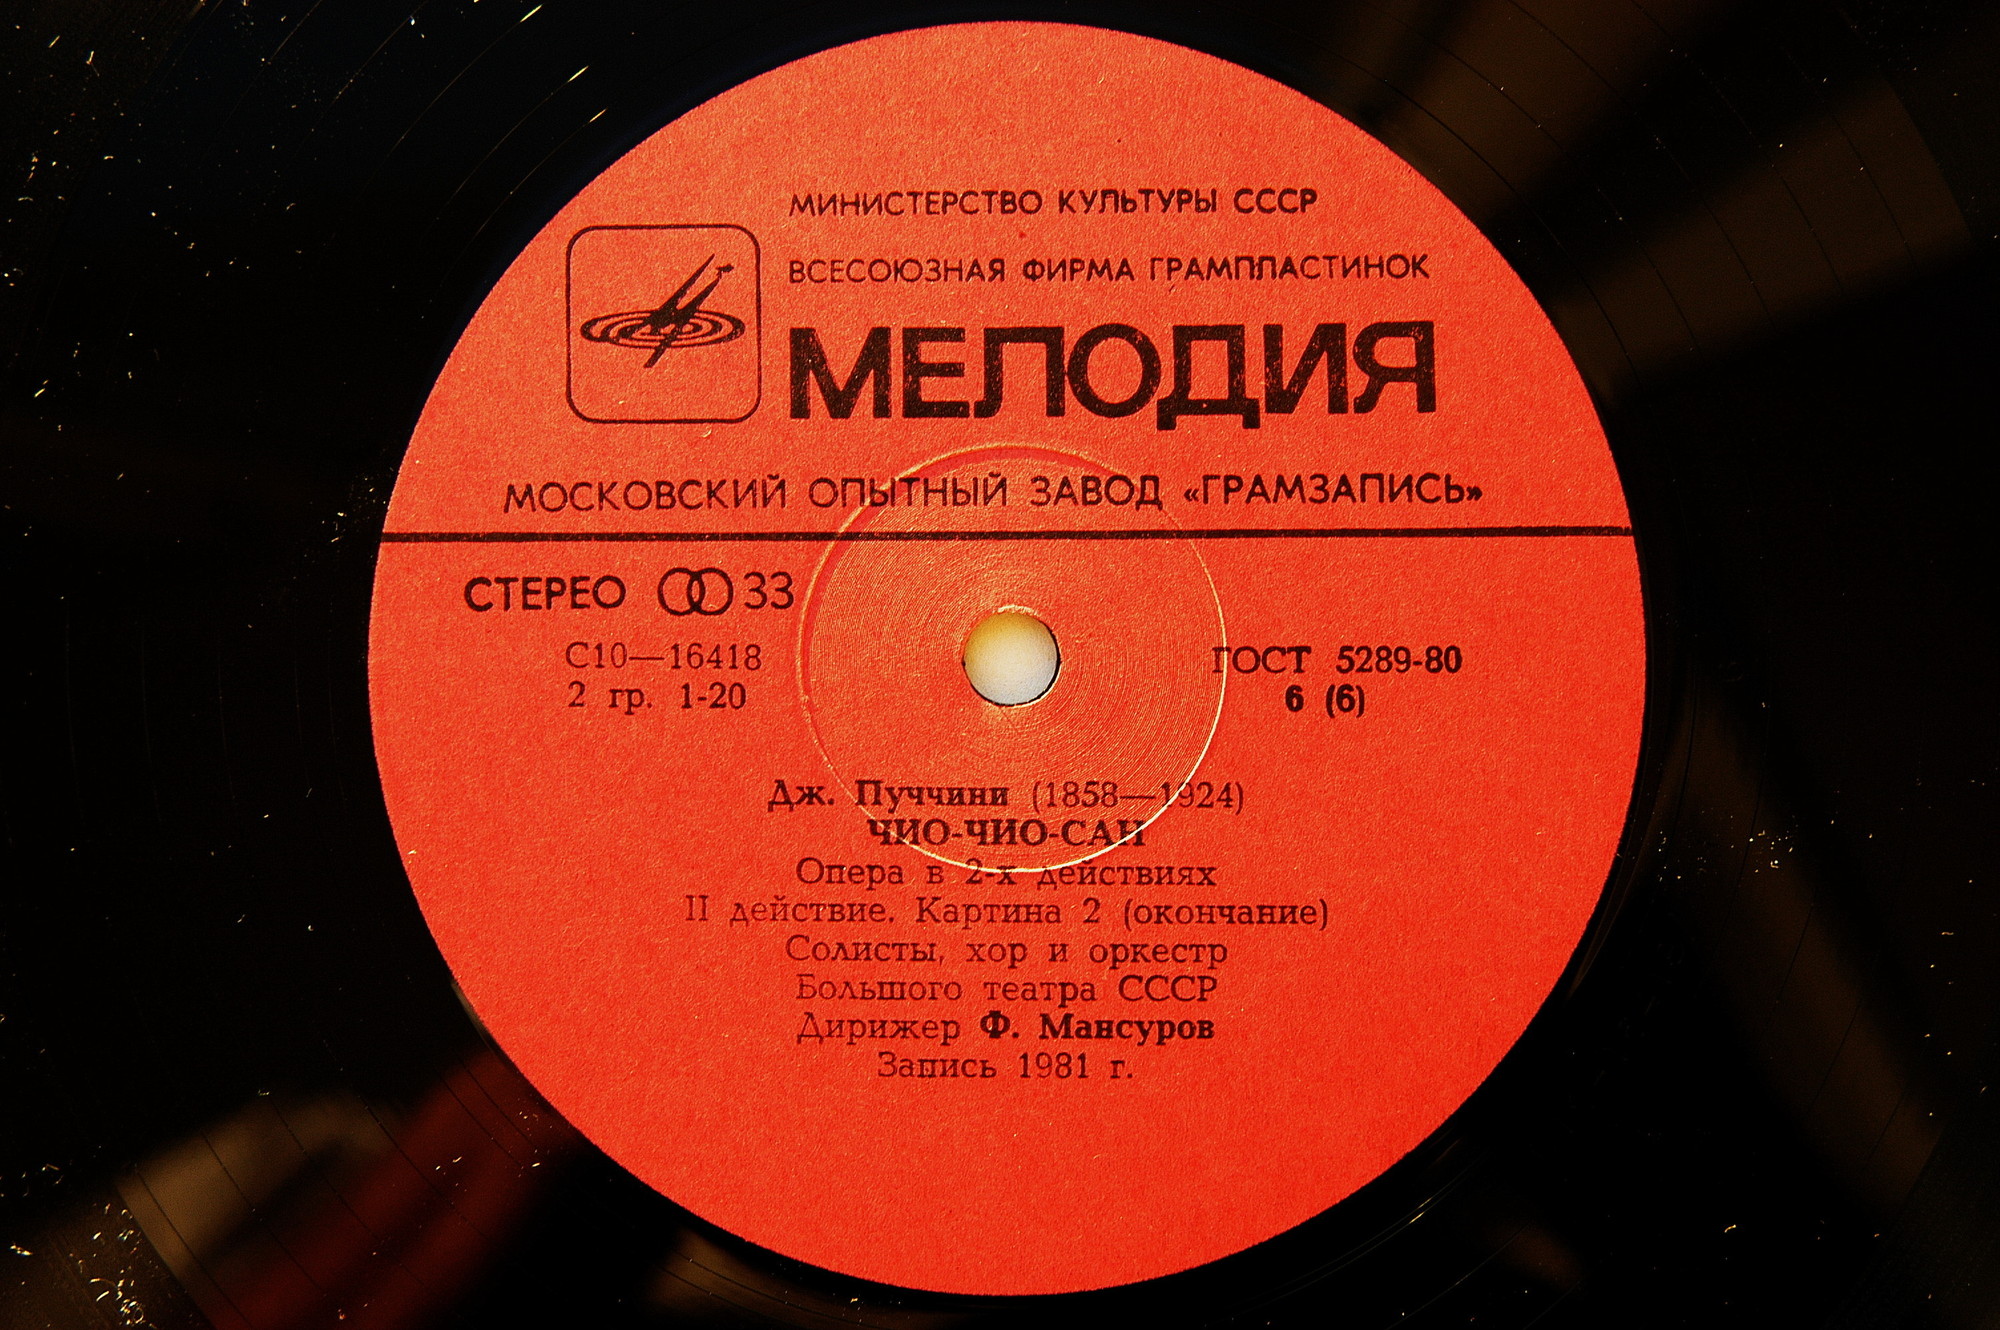 МИНИСТЕРСТВО КУЛЬТУРЫ СССР
ВСЕСОЮЗНАЯ ФИРМА ГРАМПЛАСТИНОК
МЕЛОДИЯ
МОСКОВСКИЙ ОПЫТНЫЙ ЗАВОД «ГРАМЗАПИСЬ»
СТЕРЕО 33
С10—16418
2 гр. 1-20
ГОСТ 5289-80
6 (6)
Дж. Пуччини (1858—1924)
ЧИО-ЧИО-САН
Опера в 2-х действиях
II действие. Картина 2 (окончание)
Солисты, хор и оркестр
Большого театра СССР
Дирижер Ф. Мансуров
Запись 1981 г.